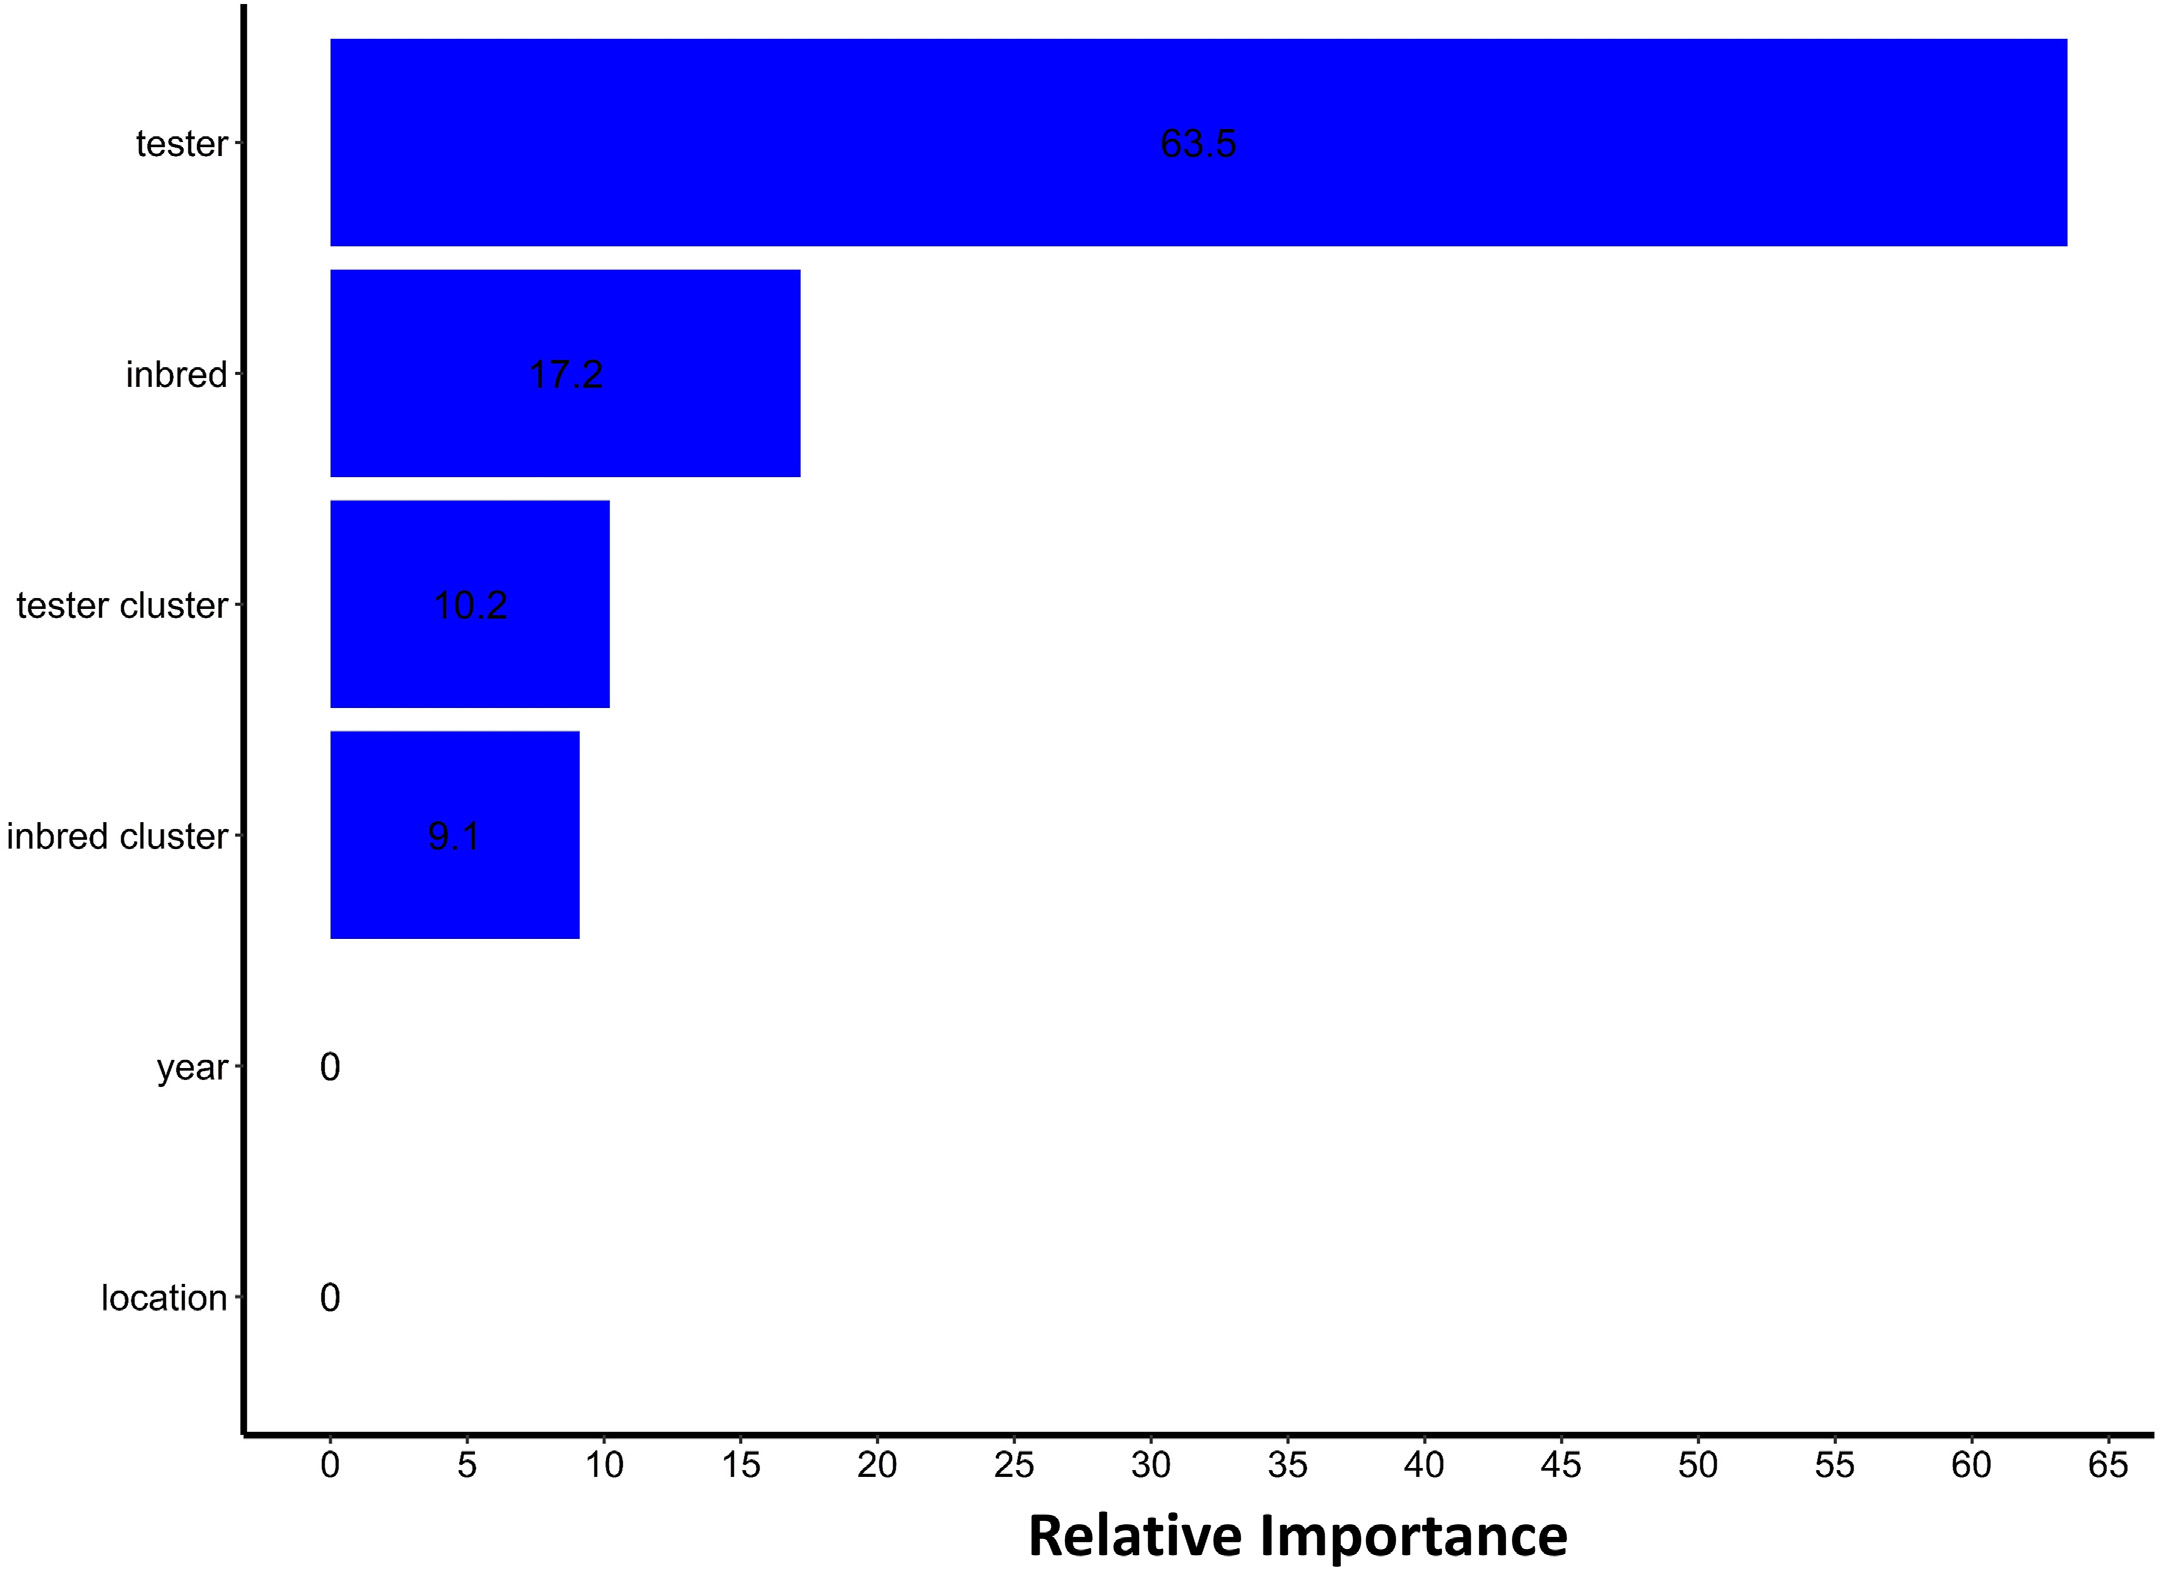 tester
63.5
inbred
17.2
tester cluster
10.2
inbred cluster
9.1
year
0
location
0
0 5 10 15 20 25 30 35 40 45 50 55 60 65
Relative Importance